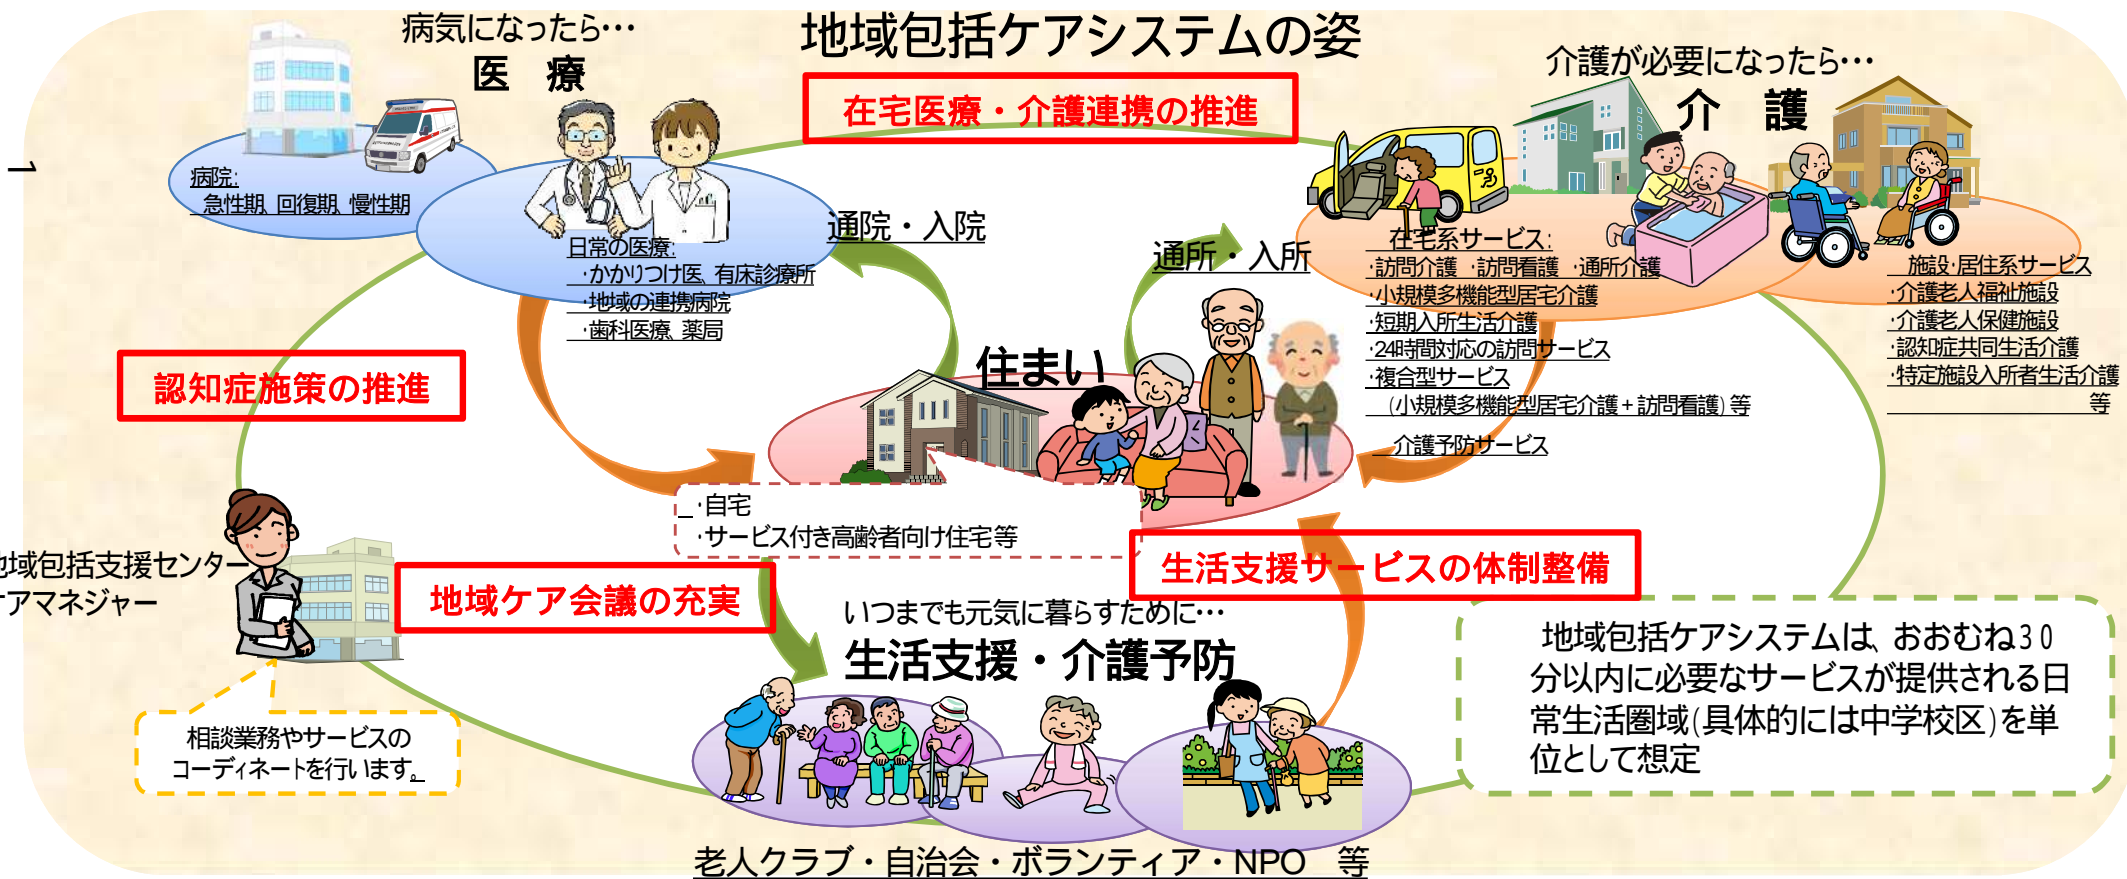 地域包括ケアシステムの姿
病気になったら…
医　療
在宅医療・介護連携の推進
介護が必要になったら…
介　護
1
病院:
急性期、回復期、慢性期
日常の医療:
・かかりつけ医、有床診療所
・地域の連携病院
・歯科医療、薬局
通院・入院
通所・入所
在宅系サービス:
・訪問介護　・訪問看護　・通所介護
・小規模多機能型居宅介護
・短期入所生活介護
・24時間対応の訪問サービス
・複合型サービス
(小規模多機能型居宅介護+訪問看護) 等
介護予防サービス
施設・居住系サービス
・介護老人福祉施設
・介護老人保健施設
・認知症共同生活介護
・特定施設入所者生活介護
等
認知症施策の推進
住まい
・自宅
・サービス付き高齢者向け住宅等
域包括支援センター
アマネジャー
地域ケア会議の充実
生活支援サービスの体制整備
いつまでも元気に暮らすために…
生活支援・介護予防
相談業務やサービスの
コーディネートを行います。
地域包括ケアシステムは、おおむね30
分以内に必要なサービスが提供される日
常生活圏域(具体的には中学校区)を単
位として想定
老人クラブ・自治会・ボランティア・NPO　等